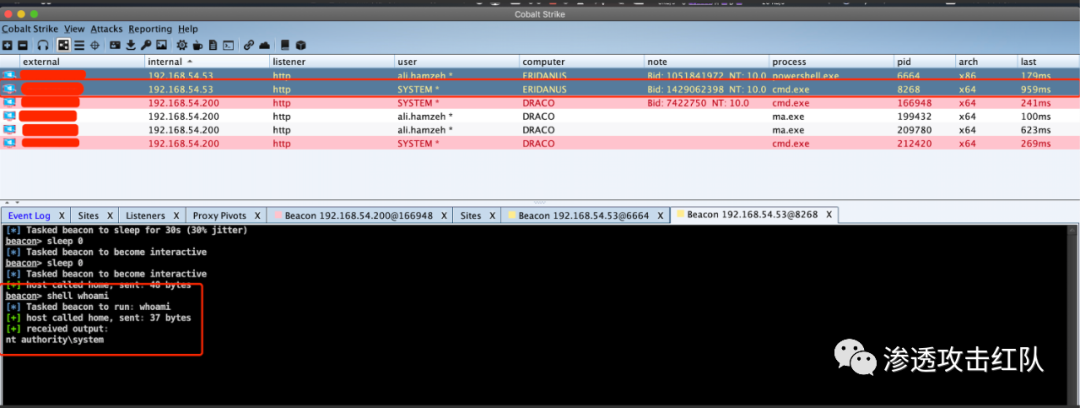 Cobalt Strike
Cobalt Strike View Attacks Reporting Help
external internal listener user computer note process pid arch last
192.168.54.53 http ali.hamzeh * ERIDANUS Bid: 1051841972 NT: 10.0 powershell.exe 6664 x86 179ms
192.168.54.53 http SYSTEM * ERIDANUS Bid: 1429062398 NT: 10.0 cmd.exe 8268 x64 959ms
192.168.54.200 http SYSTEM * DRACO Bid: 7422750 NT: 10.0 cmd.exe 166948 x64 241ms
192.168.54.200 http ali.hamzeh * DRACO ma.exe 199432 x64 100ms
192.168.54.200 http ali.hamzeh * DRACO ma.exe 209780 x64 623ms
192.168.54.200 http SYSTEM * DRACO cmd.exe 212420 x64 269ms
Event Log X Sites X Listeners X Proxy Pivots X Beacon 192.168.54.200@166948 X Sites X Beacon 192.168.54.53@6664 X Beacon 192.168.54.53@8268 X
[*] Tasked beacon to sleep for 30s (30% jitter)
beacon> sleep 0
[*] Tasked beacon to become interactive
beacon> sleep 0
[*] Tasked beacon to become interactive
[+] host called home, sent: 48 bytes
beacon> shell whoami
[*] Tasked beacon to run: whoami
[+] host called home, sent: 37 bytes
[+] received output:
nt authority\system
渗透攻击红队